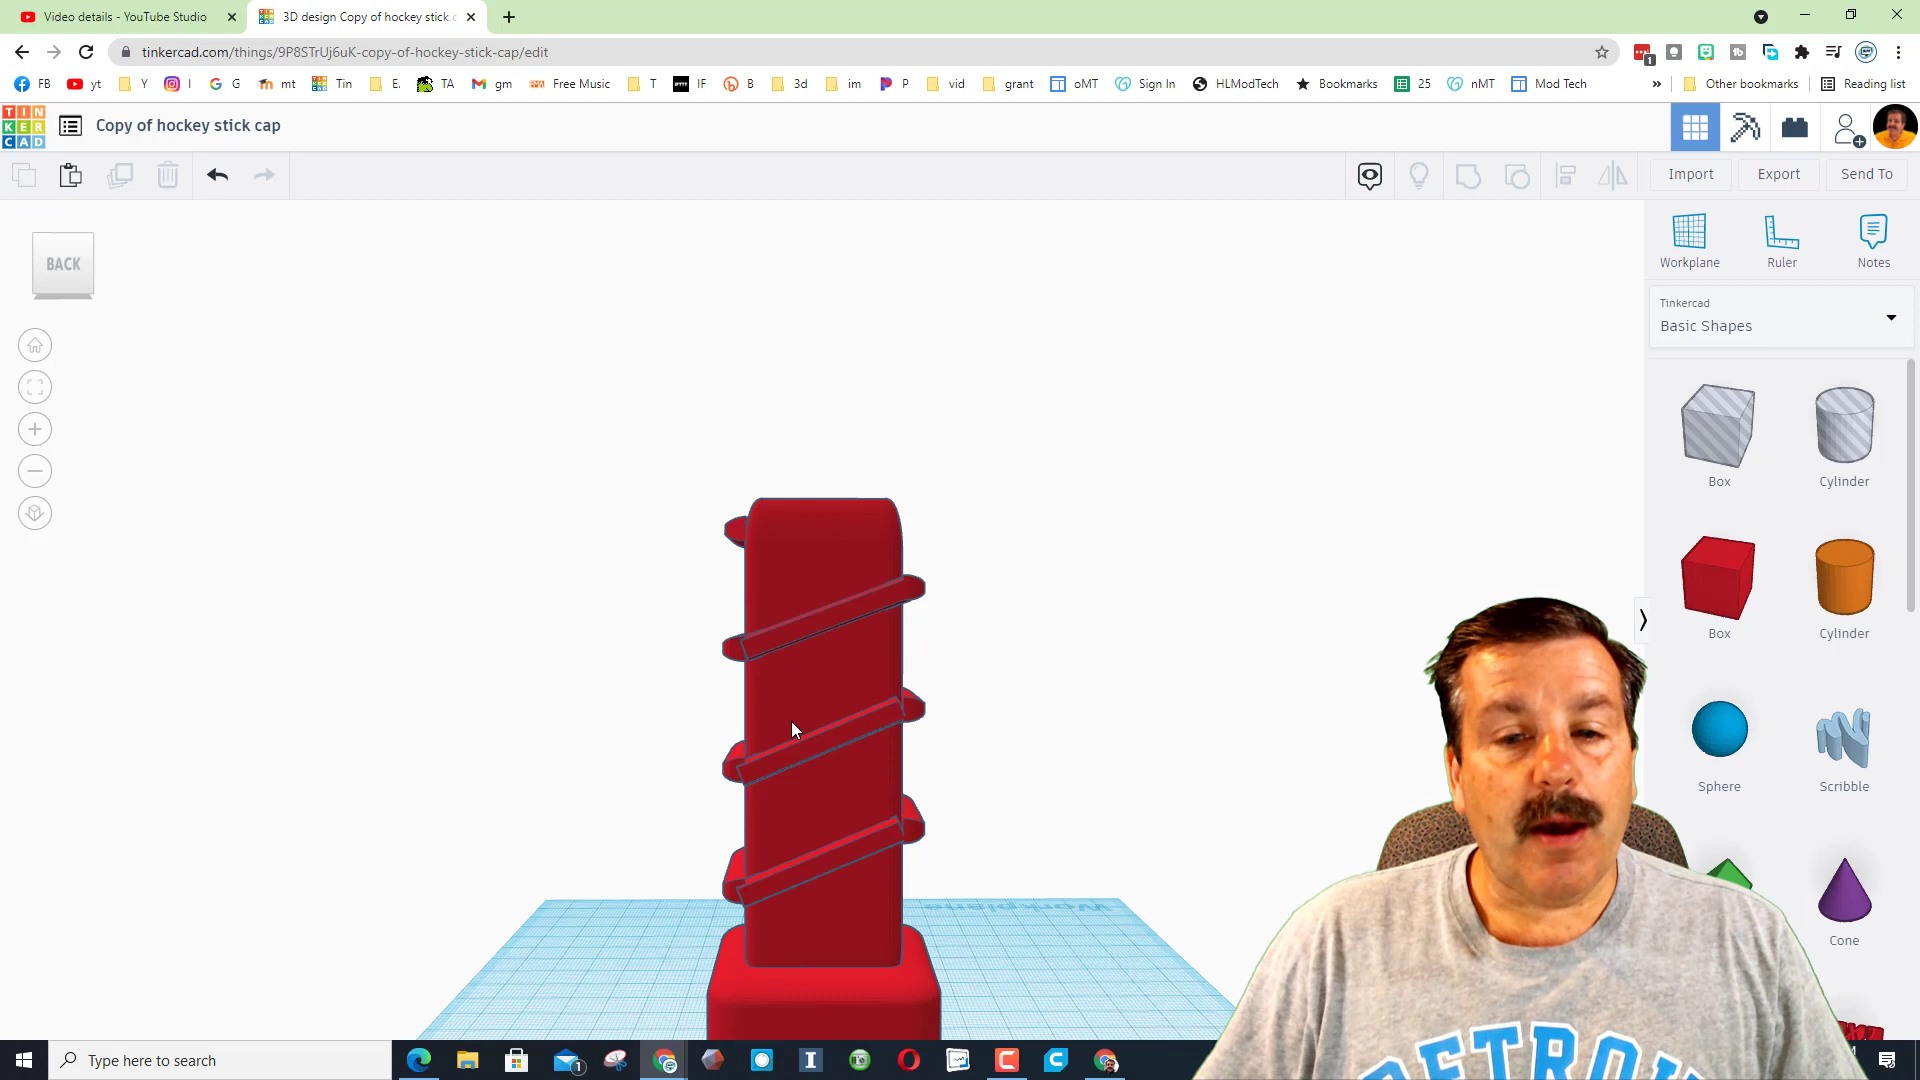 Video details - YouTube Studio
3D design Copy of hockey stick c
tinkercad.com/things/9P8STrUj6uK-copy-of-hockey-stick-cap/edit
FB yt Y I G mt Tin E. TA gm Free Music T IF B 3d im P vid grant oMT Sign In HLModTech Bookmarks 25 nMT Mod Tech » Other bookmarks Reading list
TIN
KER
CAD
Copy of hockey stick cap
Import Export Send To
BACK
Workplane Ruler Notes
Tinkercad
Basic Shapes
Box Cylinder
Box Cylinder
Sphere Scribble
Cone
Workplane
DETROIT
Type here to search